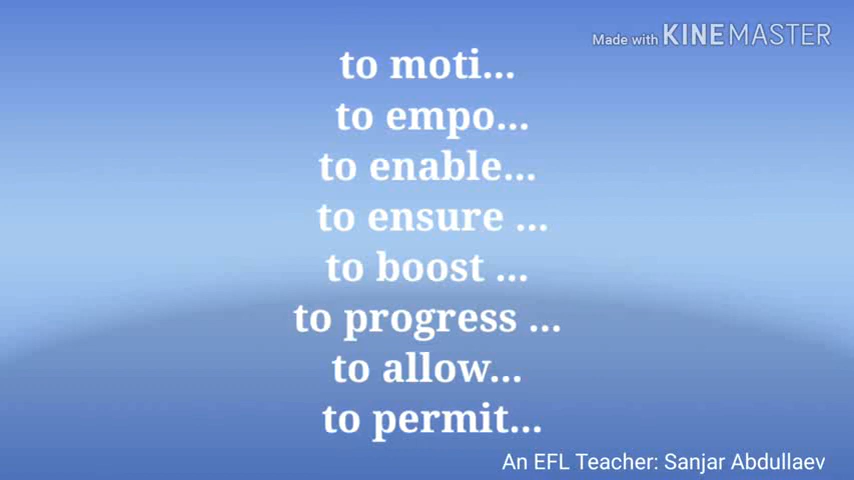 Made with KINEMASTER
to moti...
to empo...
to enable...
to ensure ...
to boost ...
to progress ...
to allow...
to permit...
An EFL Teacher: Sanjar Abdullaev